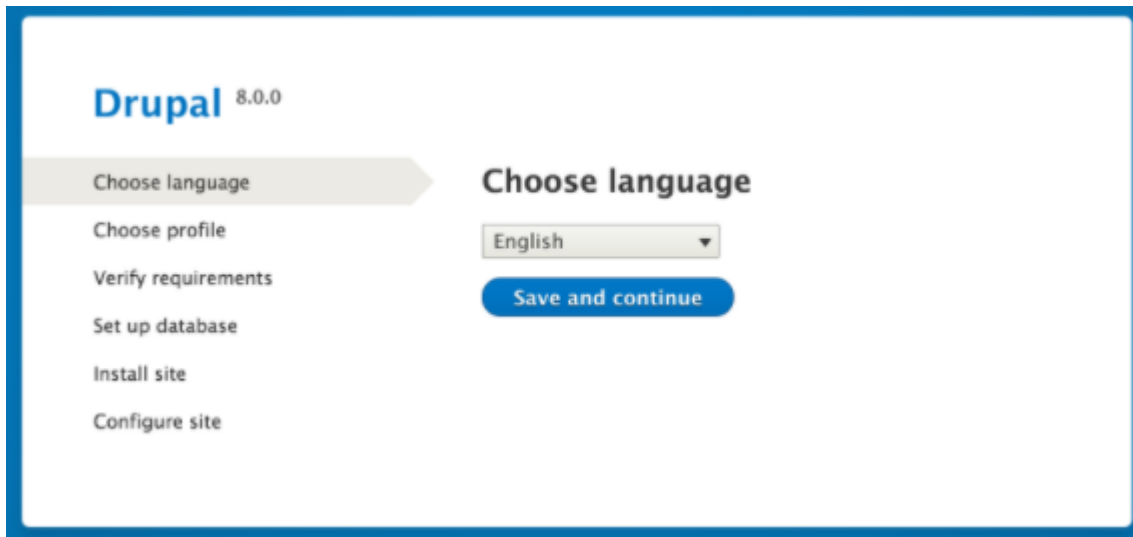 Drupal 8.0.0
Choose language
Choose profile
Verify requirements
Set up database
Install site
Configure site
Choose language
English
Save and continue